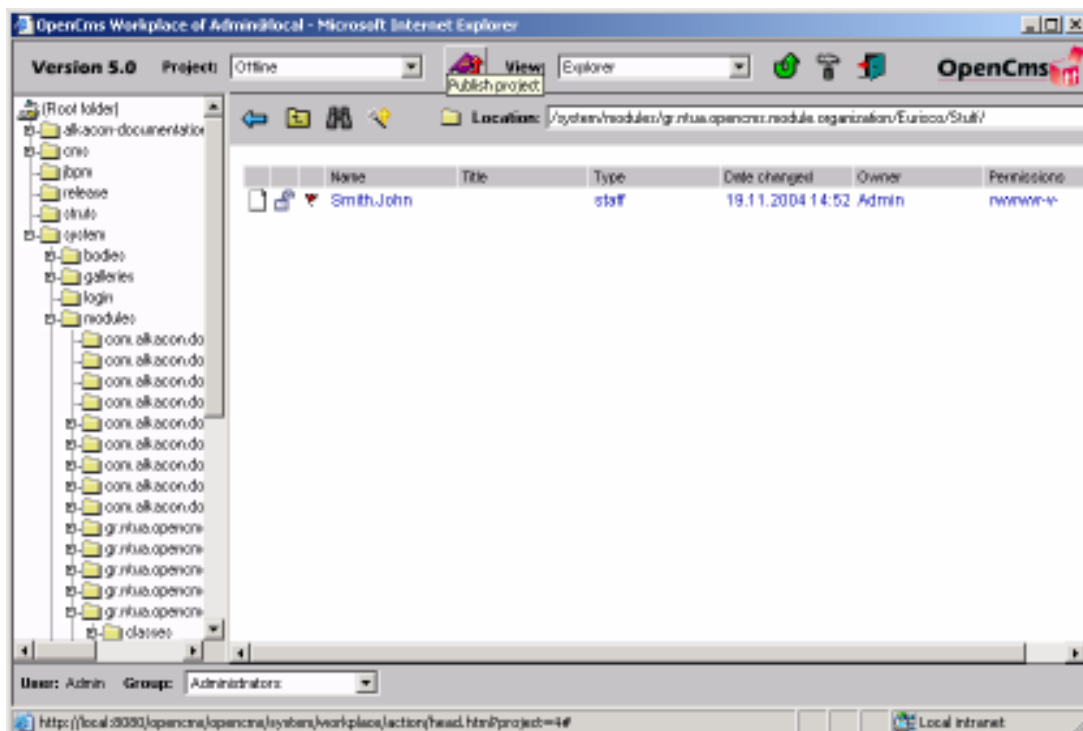 OpenCms Workplace of Admin@local - Microsoft Internet Explorer
Version 5.0 Project: Offline View: Explorer OpenCms
Publish project
Location: /system/modules/gr.ntua.opencms.module.organization/Eurisco/Staff/
(Root folder)
alkacon-documentation
cms
jbpm
release
struts
system
bodies
galleries
login
modules
com.alkacon.do
com.alkacon.do
com.alkacon.do
com.alkacon.do
com.alkacon.do
com.alkacon.do
com.alkacon.do
com.alkacon.do
com.alkacon.do
gr.ntua.opencm
gr.ntua.opencm
gr.ntua.opencm
gr.ntua.opencm
gr.ntua.opencm
classes
Name Title Type Date changed Owner Permissions
Smith.John staff 19.11.2004 14:52 Admin
User: Admin Group: Administrators
http://local:8080/opencms/opencms/system/workplace/action/head.html?project=4# Local intranet